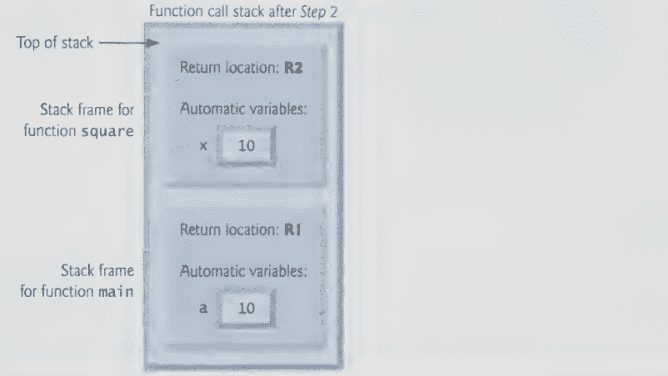 Function call stack after Step 2
Top of stack
Return location: R2
Stack frame for
function square
Automatic variables:
x 10
Return location: R1
Stack frame
for function main
Automatic variables:
a 10